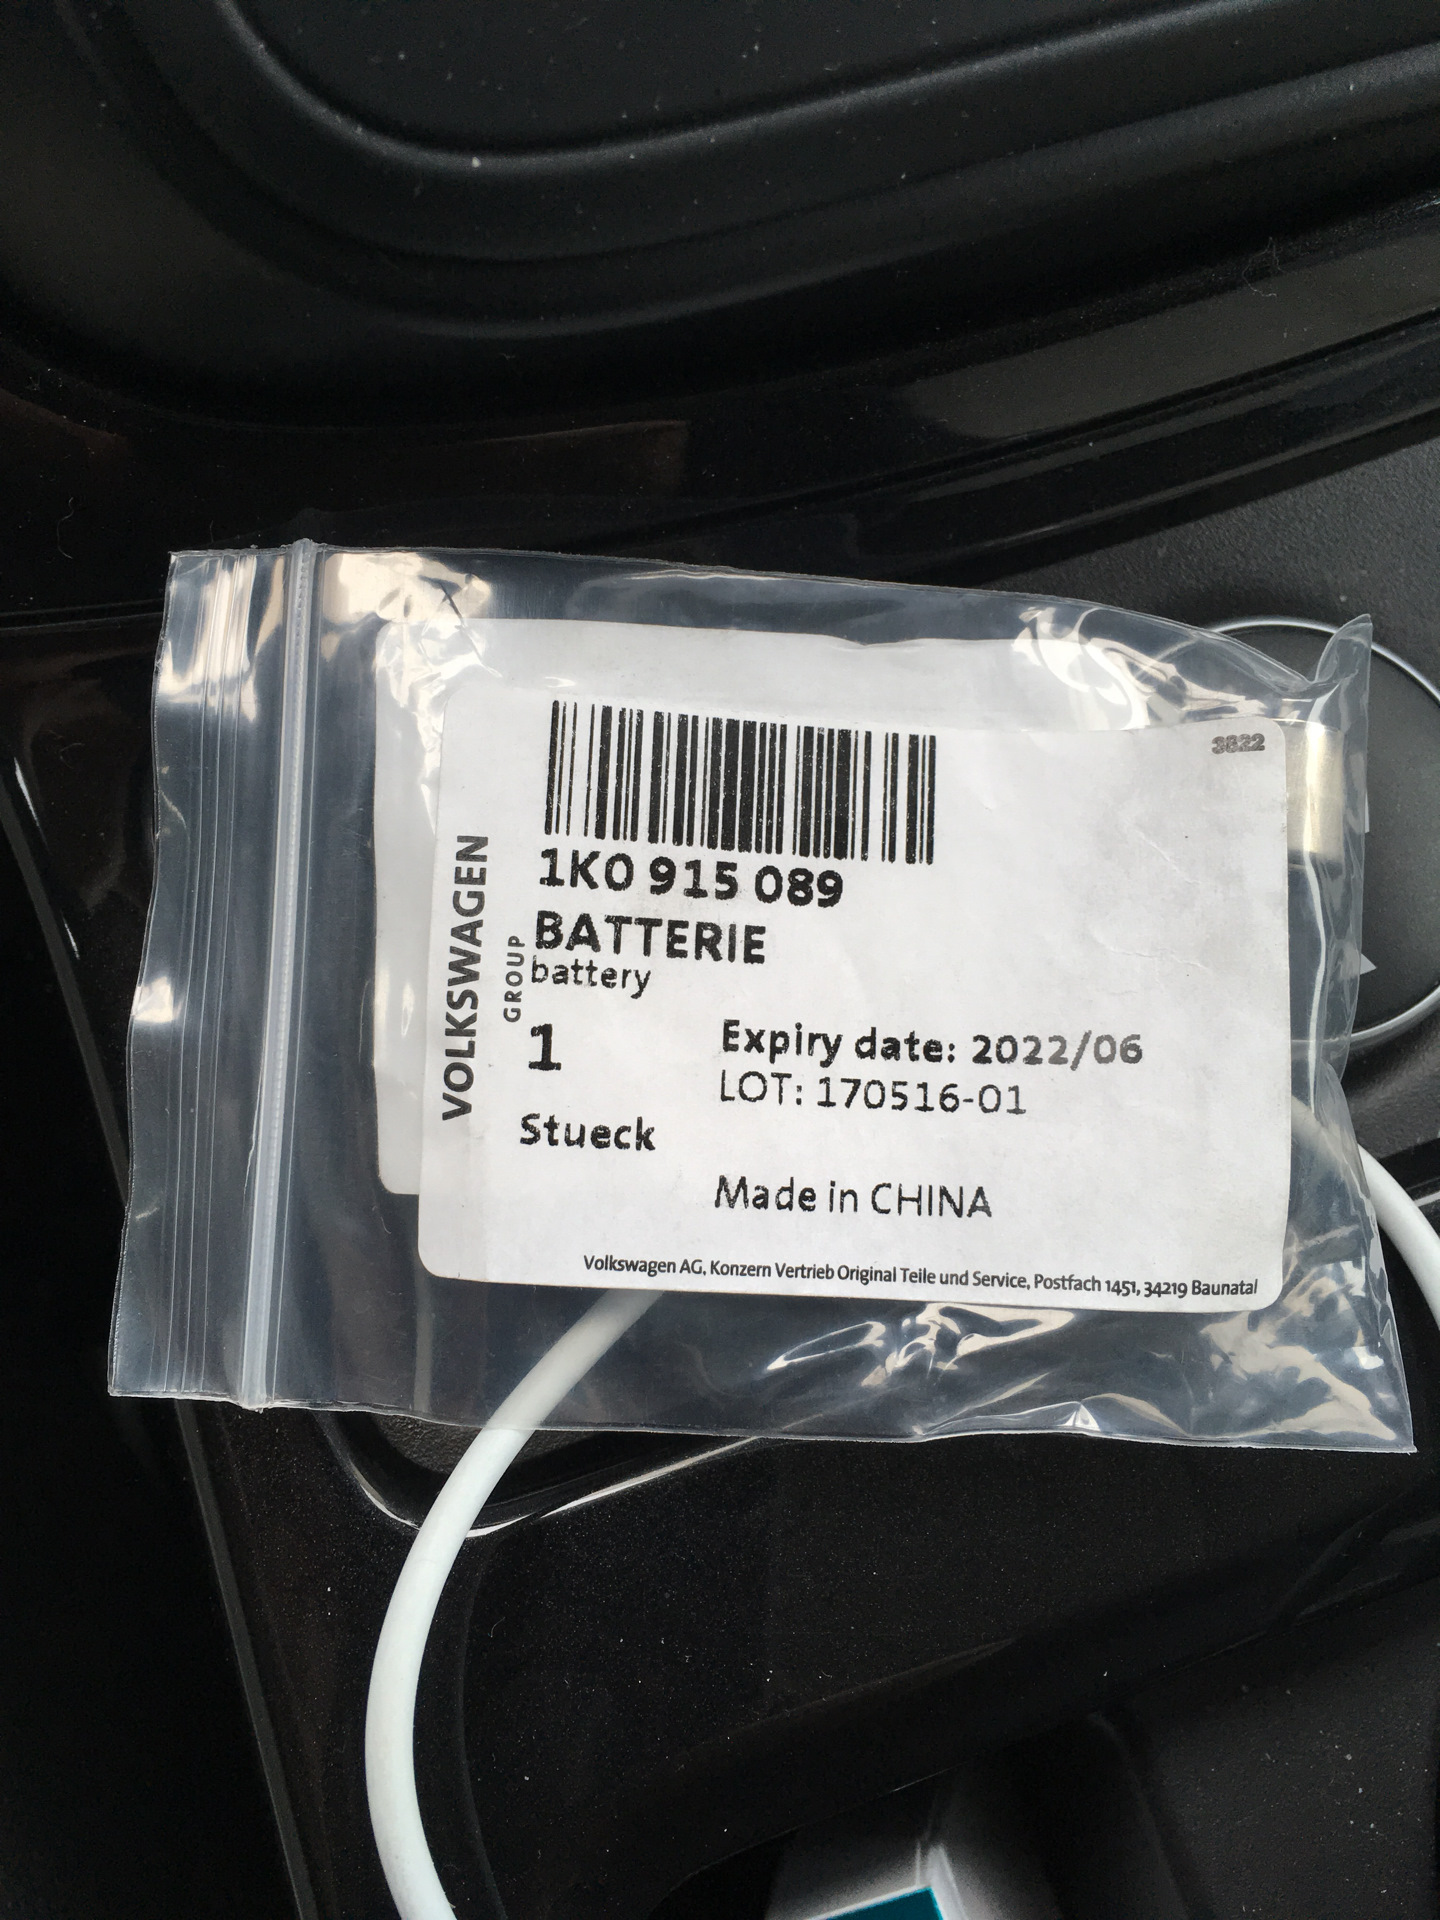 3822
1K0 915 089
BATTERIE
battery
VOLKSWAGEN
GROUP
1
Expiry date: 2022/06
LOT: 170516-01
Stueck
Made in CHINA
Volkswagen AG, Konzern Vertrieb Original Teile und Service, Postfach 1451, 34219 Baunatal